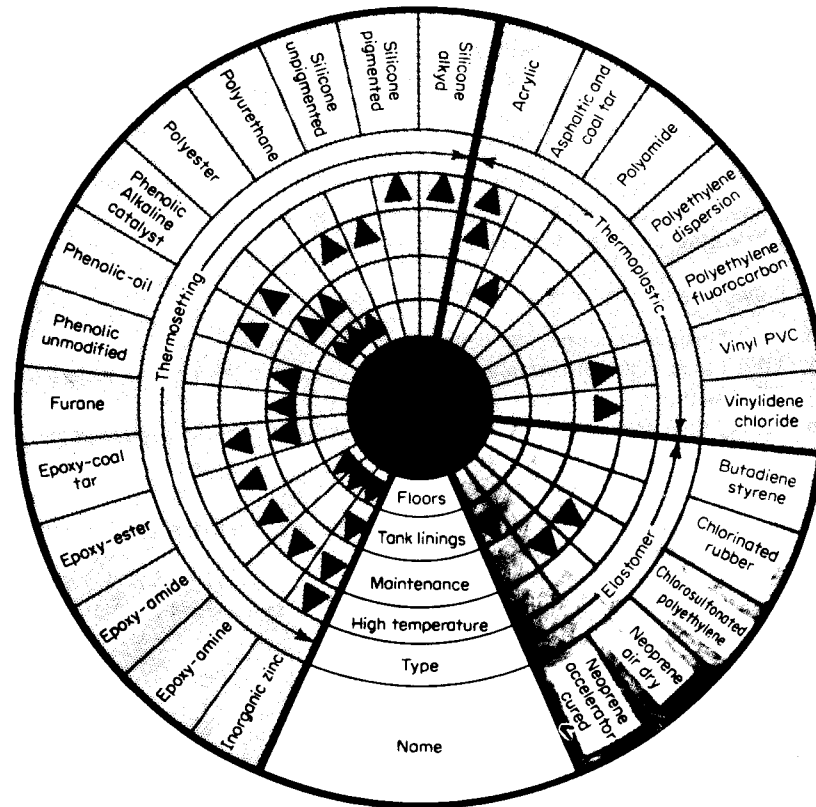 Silicone
alkyd
Acrylic
Asphaltic and
coal tar
Polyamide
Polyethylene
dispersion
Polyethylene
fluorocarbon
Vinyl PVC
Vinylidene
chloride
Butadiene
styrene
Chlorinated
rubber
Chlorosulfonated
polyethylene
Neoprene
air dry
Neoprene
accelerator
cured
Name
Inorganic zinc
Epoxy-amine
Epoxy-amide
Epoxy-ester
Epoxy-coal
tar
Furane
Phenolic
unmodified
Phenolic-oil
Phenolic
Alkaline
catalyst
Polyester
Polyurethane
Silicone
unpigmented
Silicone
pigmented
Thermosetting
Thermoplastic
Elastomer
Floors
Tank linings
Maintenance
High temperature
Type